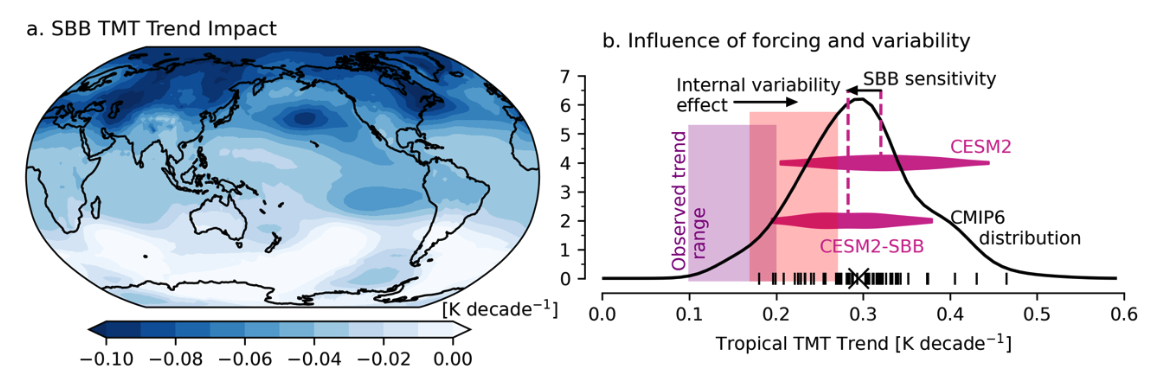 a. SBB TMT Trend Impact
[K decade⁻¹]
−0.10 −0.08 −0.06 −0.04 −0.02 0.00
b. Influence of forcing and variability
7
6
5
4
3
2
1
0
Internal variability
effect
SBB sensitivity
CESM2
Observed trend
range
CMIP6
distribution
CESM2-SBB
0.0 0.1 0.2 0.3 0.4 0.5 0.6
Tropical TMT Trend [K decade⁻¹]